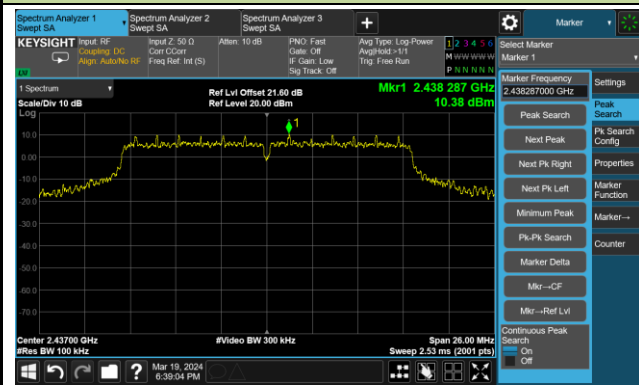 Spectrum Analyzer 1
Swept SA
Spectrum Analyzer 2
Swept SA
Spectrum Analyzer 3
Swept SA
+
Marker
KEYSIGHT
Input: RF
Coupling: DC
Align: Auto/No RF
Input Z: 50 Ω
Corr CCorr
Freq Ref: Int (S)
Atten: 10 dB
PNO: Fast
Gate: Off
IF Gain: Low
Sig Track: Off
Avg Type: Log-Power
Avg|Hold:>1/1
Trig: Free Run
1 2 3 4 5 6
M W W W W W
P N N N N N
LVI
Select Marker
Marker 1
1 Spectrum
Scale/Div 10 dB
Log
Ref Lvl Offset 21.60 dB
Ref Level 20.00 dBm
Mkr1 2.438 287 GHz
10.38 dBm
1
10.0
0.00
-10.0
-20.0
-30.0
-40.0
-50.0
-60.0
-70.0
Center 2.43700 GHz
#Res BW 100 kHz
#Video BW 300 kHz
Span 26.00 MHz
Sweep 2.53 ms (2001 pts)
Marker Frequency
2.438287000 GHz
Peak Search
Next Peak
Next Pk Right
Next Pk Left
Minimum Peak
Pk-Pk Search
Marker Delta
Mkr→CF
Mkr→Ref Lvl
Continuous Peak
Search
On
Off
Settings
Peak
Search
Pk Search
Config
Properties
Marker
Function
Marker→
Counter
?
Mar 19, 2024
6:39:04 PM